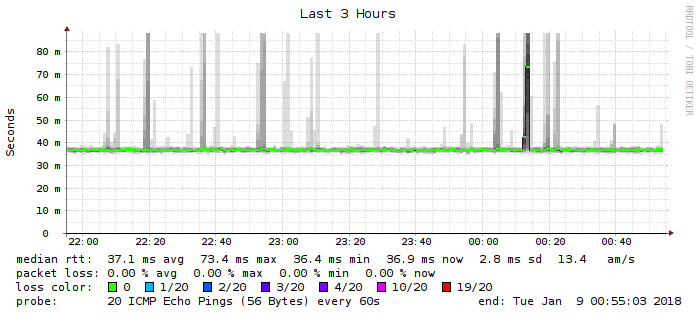 Last 3 Hours
RRDTOOL / TOBI OETIKER
Seconds
80 m
70 m
60 m
50 m
40 m
30 m
20 m
10 m
0
22:00 22:20 22:40 23:00 23:20 23:40 00:00 00:20 00:40
median rtt: 37.1 ms avg 73.4 ms max 36.4 ms min 36.9 ms now 2.8 ms sd 13.4 am/s
packet loss: 0.00 % avg 0.00 % max 0.00 % min 0.00 % now
loss color: 0 1/20 2/20 3/20 4/20 10/20 19/20
probe: 20 ICMP Echo Pings (56 Bytes) every 60s end: Tue Jan 9 00:55:03 2018